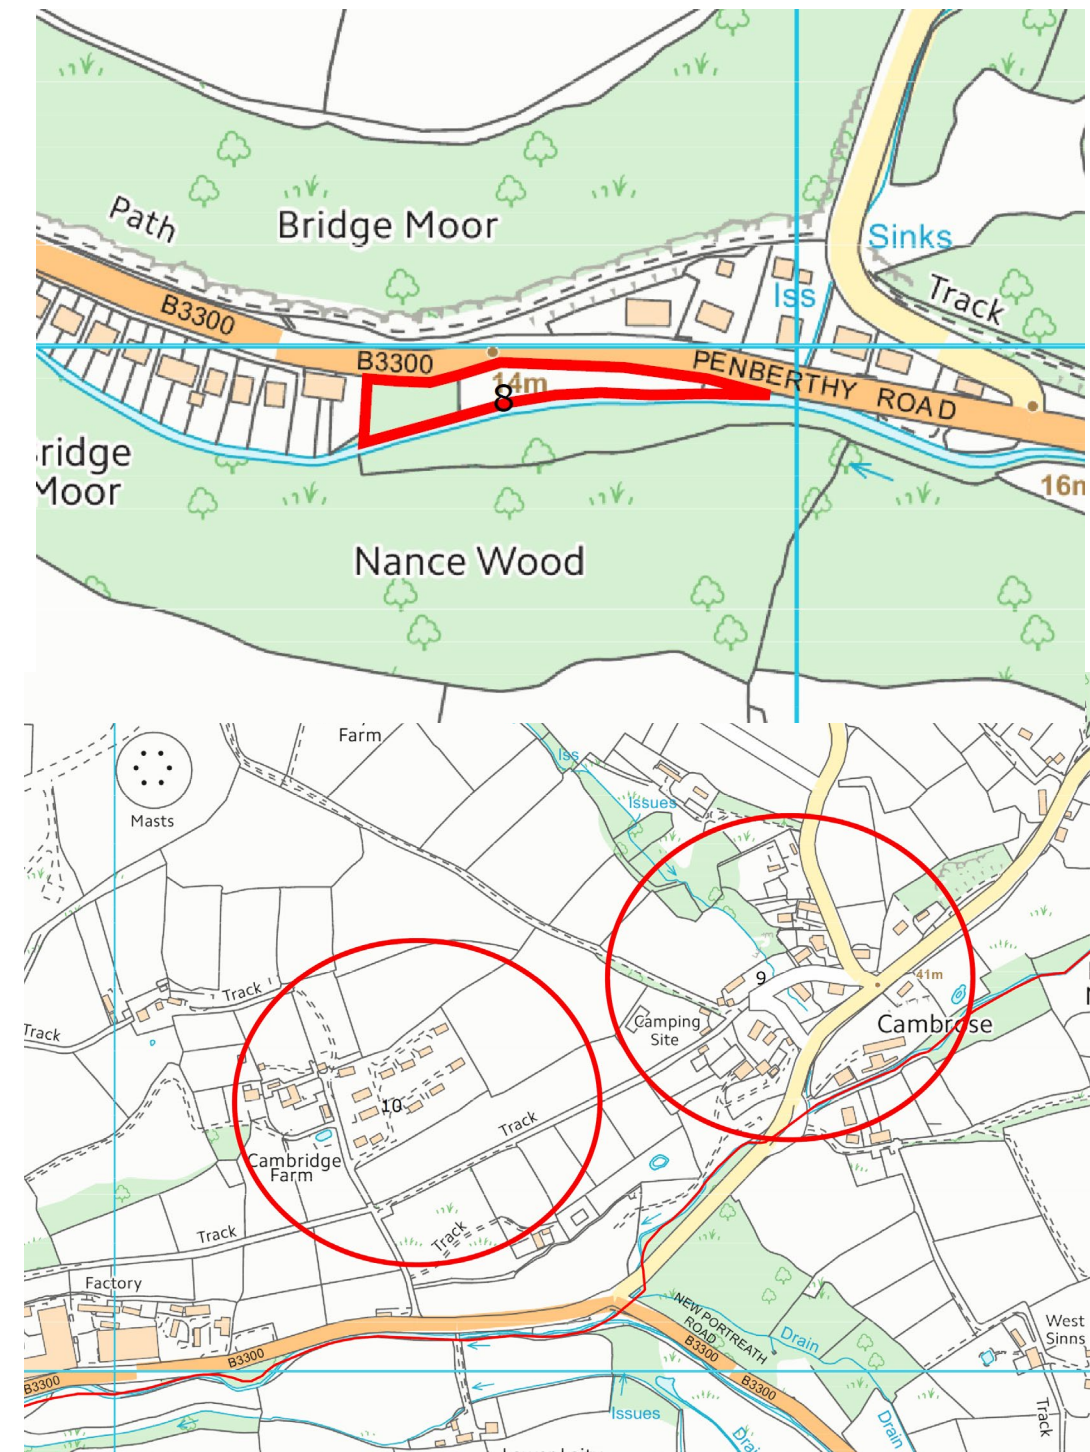 Path
Bridge Moor
Sinks
Track
Iss
B3300
B3300
PENBERTHY ROAD
14m
8
ridge
Moor
16m
Nance Wood
Farm
Iss
Issues
Masts
9
41m
Track
Track
Camping
Site
Cambrose
10
Track
Cambridge
Farm
Track
Track
Factory
NEW PORTREATH
ROAD
B3300
Drain
West
Sinns
B3300
B3300
B3300
Issues
Drain
Drai
Track